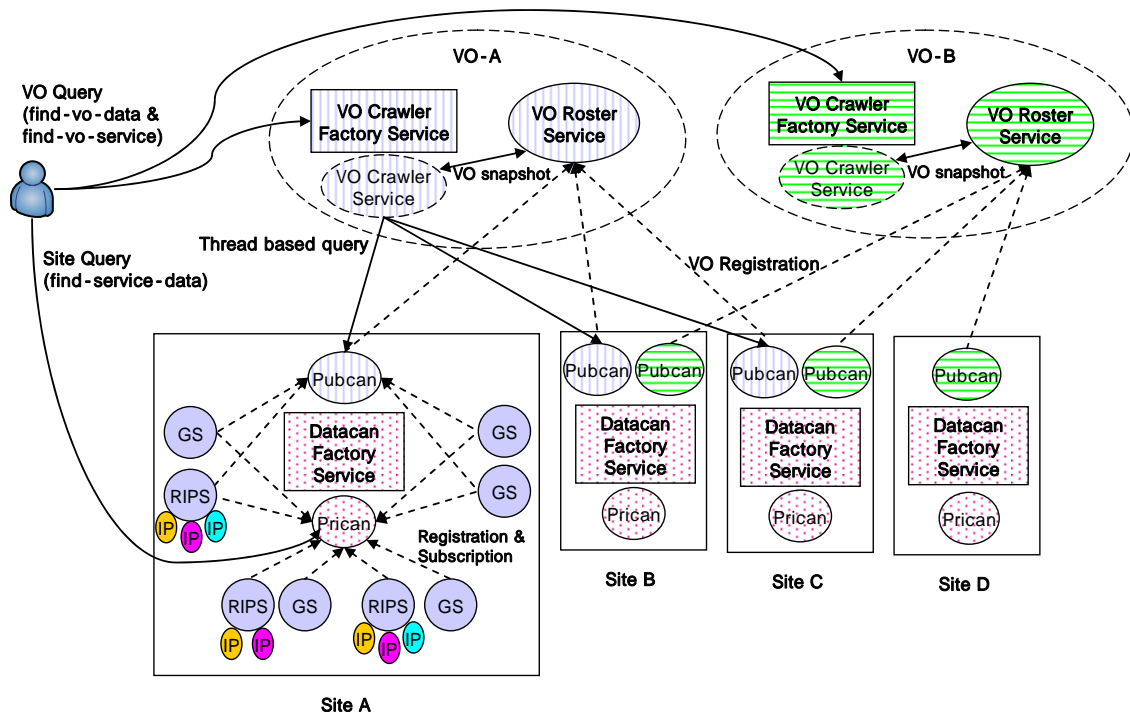 VO-A
VO-B
VO Query
(find-vo-data &
find-vo-service)
VO Crawler
Factory Service
VO Roster
Service
VO Crawler
Service
VO snapshot
VO Crawler
Factory Service
VO Roster
Service
VO Crawler
Service
VO snapshot
Site Query
(find-service-data)
Thread based query
VO Registration
Pubcan
GS
GS
Datacan
Factory
Service
RIPS
IP
IP
IP
GS
Prican
Registration &
Subscription
RIPS
IP
IP
GS
RIPS
IP
IP
IP
GS
Site A
Pubcan
Pubcan
Datacan
Factory
Service
Prican
Site B
Pubcan
Pubcan
Datacan
Factory
Service
Prican
Site C
Pubcan
Datacan
Factory
Service
Prican
Site D